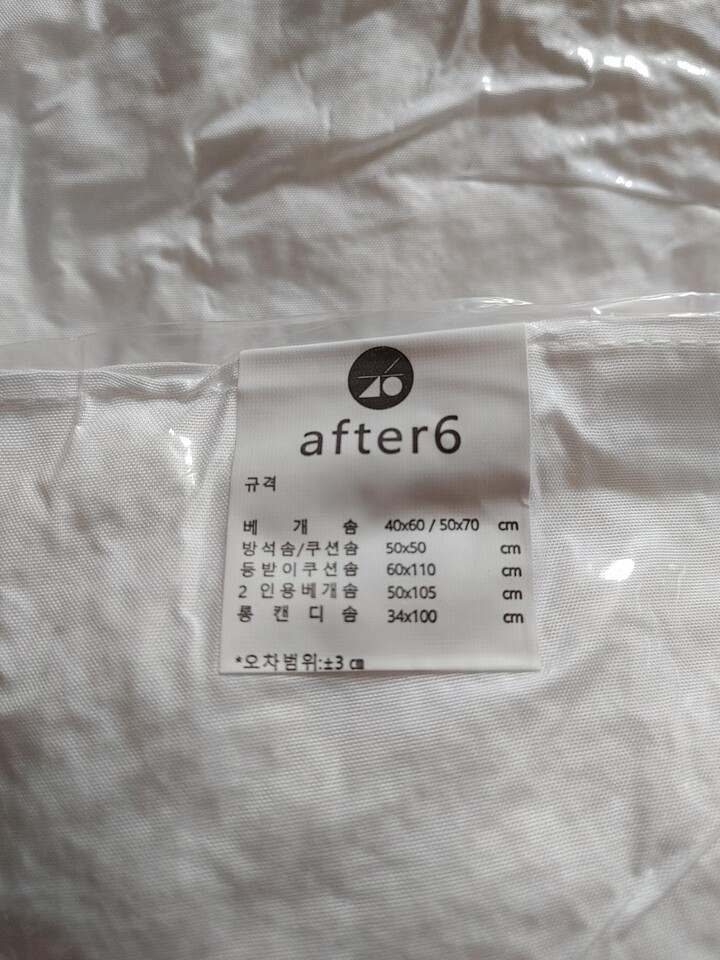 after6
규격
베 개 솜 40x60 / 50x70 cm
방석솜/쿠션솜 50x50 cm
등받이쿠션솜 60x110 cm
2 인용베개솜 50x105 cm
롱 캔 디 솜 34x100 cm
*오차범위:±3 ㎝